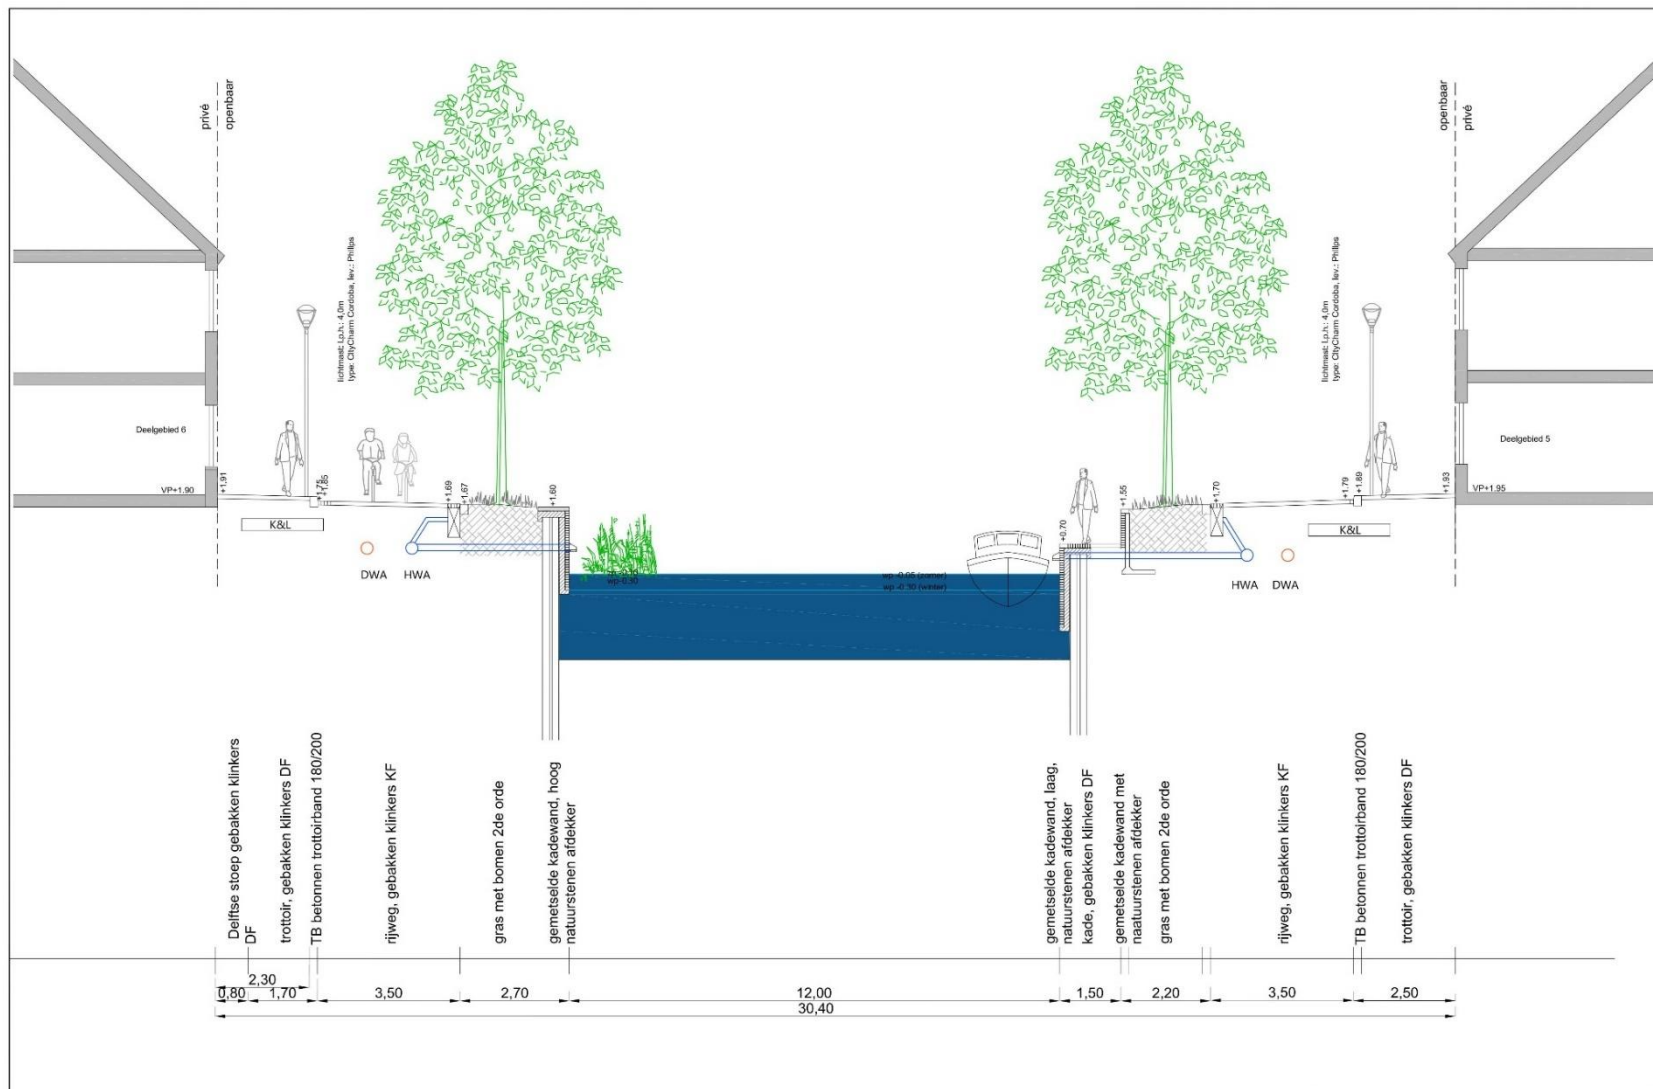 privé
openbaar
openbaar
privé
lichtmast: l.p.h.: 4,0m
type: CityCharm Cordoba, lev.: Philips
lichtmast: l.p.h.: 4,0m
type: CityCharm Cordoba, lev.: Philips
Deelgebied 6
Deelgebied 5
VP+1.90
+1,91
+1,75
+1,85
+1,69
+1,67
+1,60
+0,70
+1,55
+1,70
+1,79
+1,89
+1,93
VP+1.95
K&L
K&L
DWA
HWA
HWA
DWA
wp-0.30
wp -0.05 (zomer)
wp -0.30 (winter)
Delftse stoep gebakken klinkers
DF
trottoir, gebakken klinkers DF
TB betonnen trottoirband 180/200
rijweg, gebakken klinkers KF
gras met bomen 2de orde
gemetselde kadewand, hoog
natuurstenen afdekker
gemetselde kadewand, laag,
natuurstenen afdekker
kade, gebakken klinkers DF
gemetselde kadewand met
naatuurstenen afdekker
gras met bomen 2de orde
rijweg, gebakken klinkers KF
TB betonnen trottoirband 180/200
trottoir, gebakken klinkers DF
2,30
0,80
1,70
3,50
2,70
12,00
1,50
2,20
3,50
2,50
30,40